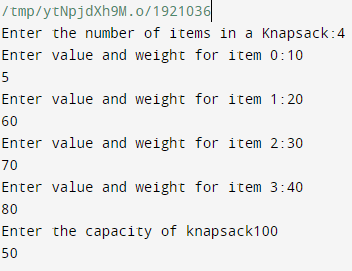 /tmp/ytNpjdXh9M.o/1921036
Enter the number of items in a Knapsack:4
Enter value and weight for item 0:10
5
Enter value and weight for item 1:20
60
Enter value and weight for item 2:30
70
Enter value and weight for item 3:40
80
Enter the capacity of knapsack100
50